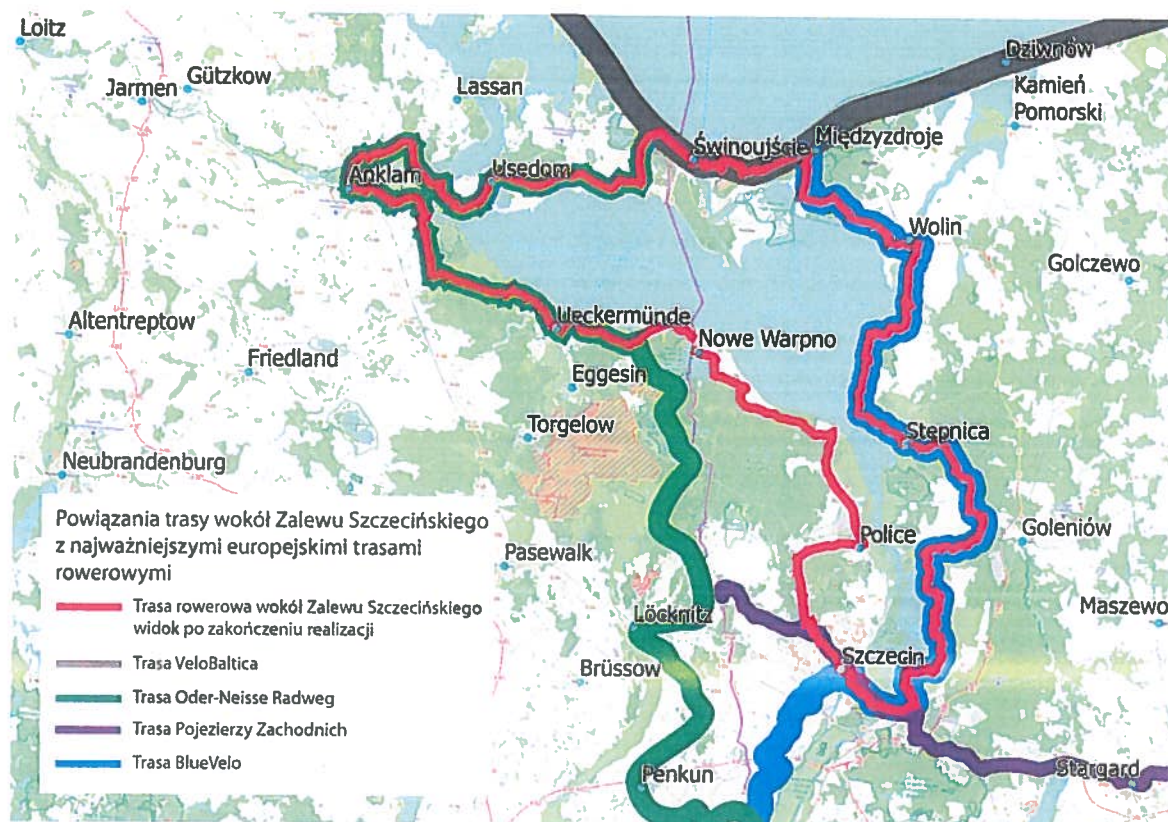 Loitz
Gützkow
Jarmen
Lassan
Dziwnów
Kamień
Pomorski
Świnoujście
Międzyzdroje
Anklam
Usedom
Wolin
Golczewo
Altentreptow
Friedland
Ueckermünde
Nowe Warpno
Eggesin
Torgelow
Stepnica
Neubrandenburg
Goleniów
Pasewalk
Police
Maszewo
Löcknitz
Brüssow
Szczecin
Penkun
Stargard
Powiązania trasy wokół Zalewu Szczecińskiego
z najważniejszymi europejskimi trasami
rowerowymi
Trasa rowerowa wokół Zalewu Szczecińskiego
widok po zakończeniu realizacji
Trasa VeloBaltica
Trasa Oder-Neisse Radweg
Trasa Pojezierzy Zachodnich
Trasa BlueVelo